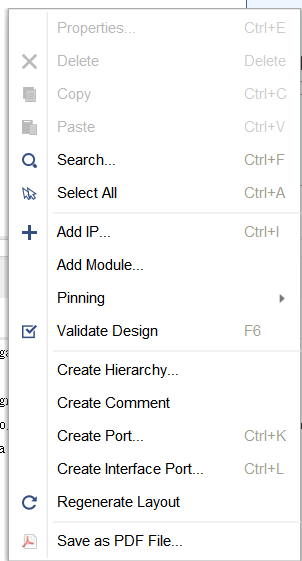 Properties... Ctrl+E
Delete Delete
Copy Ctrl+C
Paste Ctrl+V
Search... Ctrl+F
Select All Ctrl+A
Add IP... Ctrl+I
Add Module...
Pinning
Validate Design F6
Create Hierarchy...
Create Comment
Create Port... Ctrl+K
Create Interface Port... Ctrl+L
Regenerate Layout
Save as PDF File...